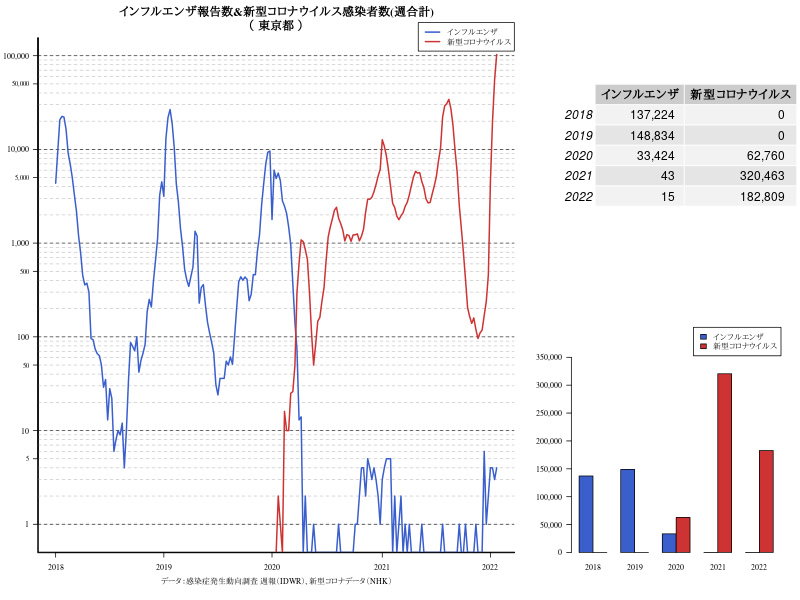 インフルエンザ報告数&新型コロナウイルス感染者数(週合計)
（ 東京都 ）
インフルエンザ
新型コロナウイルス
100,000
50,000
10,000
5,000
1,000
500
100
50
10
5
1
2018 2019 2020 2021 2022
データ：感染症発生動向調査 週報（IDWR）、新型コロナデータ（NHK）
インフルエンザ 新型コロナウイルス
2018 137,224 0
2019 148,834 0
2020 33,424 62,760
2021 43 320,463
2022 15 182,809
インフルエンザ
新型コロナウイルス
350,000
300,000
250,000
200,000
150,000
100,000
50,000
0
2018 2019 2020 2021 2022